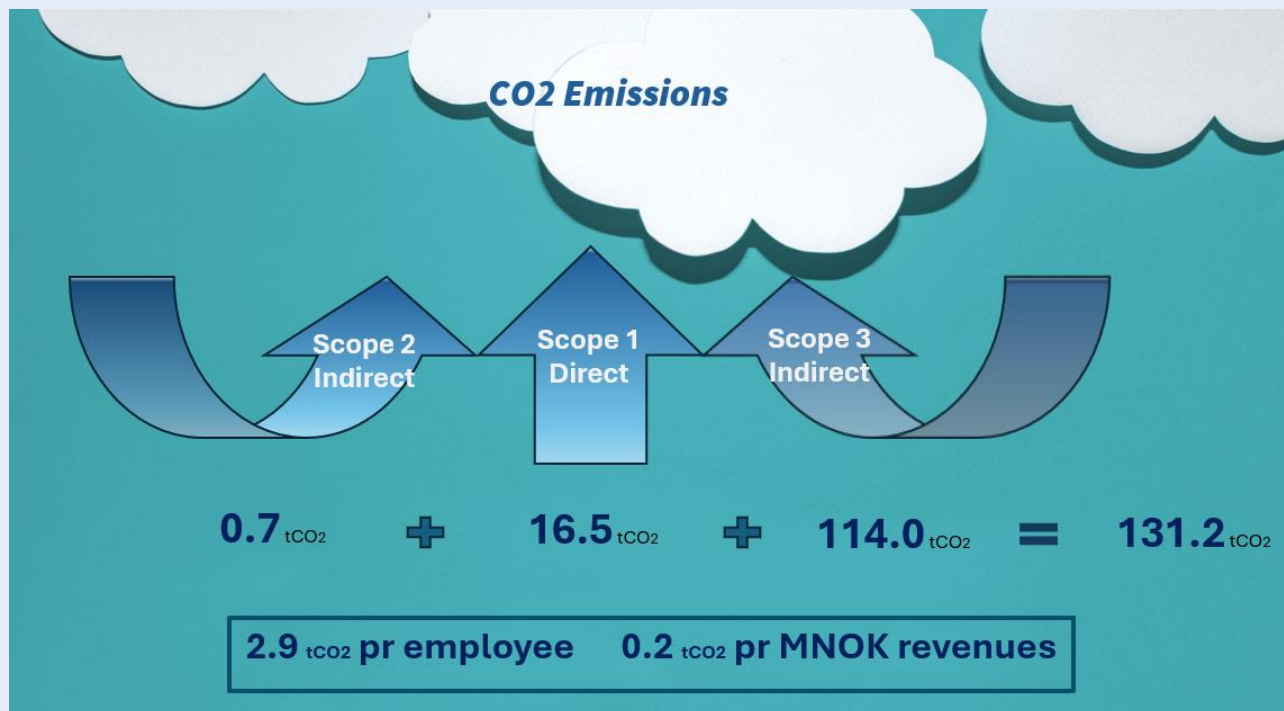 CO2 Emissions
Scope 2
Indirect
Scope 1
Direct
Scope 3
Indirect
0.7 tCO2 + 16.5 tCO2 + 114.0 tCO2 = 131.2 tCO2
2.9 tCO2 pr employee 0.2 tCO2 pr MNOK revenues